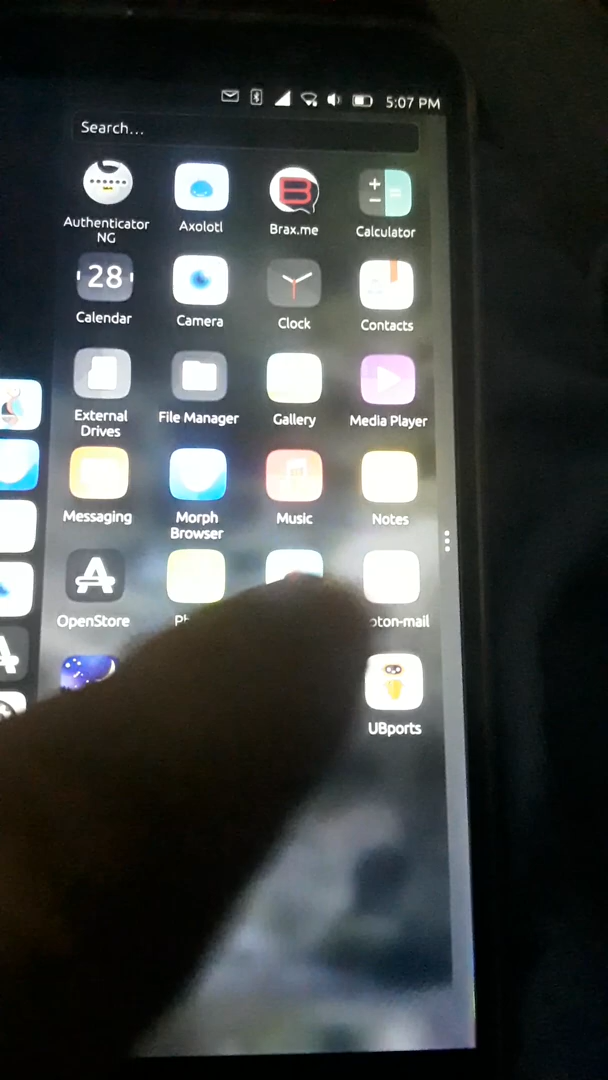 5:07 PM
Search...
Authenticator
NG
Axolotl
Brax.me
Calculator
28
Calendar
Camera
Clock
Contacts
External
Drives
File Manager
Gallery
Media Player
Messaging
Morph
Browser
Music
Notes
OpenStore
UBports